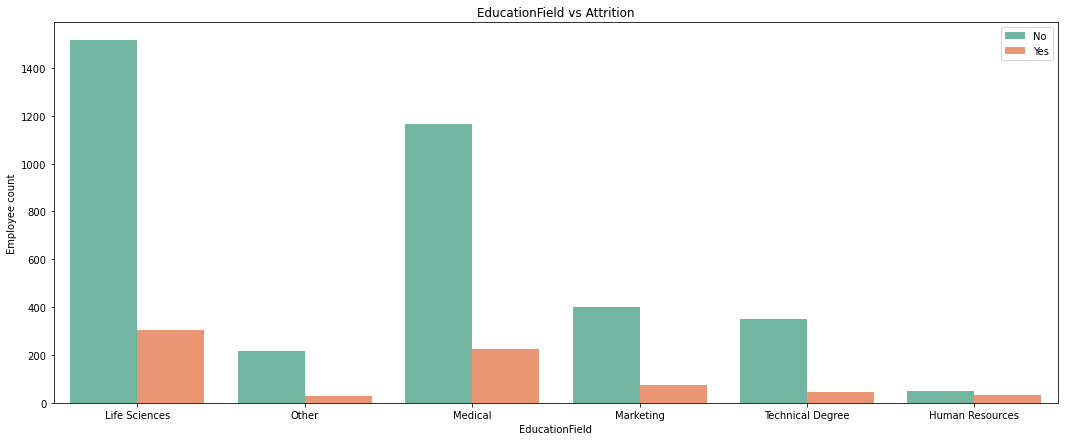 EducationField vs Attrition
No
Yes
Employee count
1400
1200
1000
800
600
400
200
0
Life Sciences
Other
Medical
Marketing
Technical Degree
Human Resources
EducationField